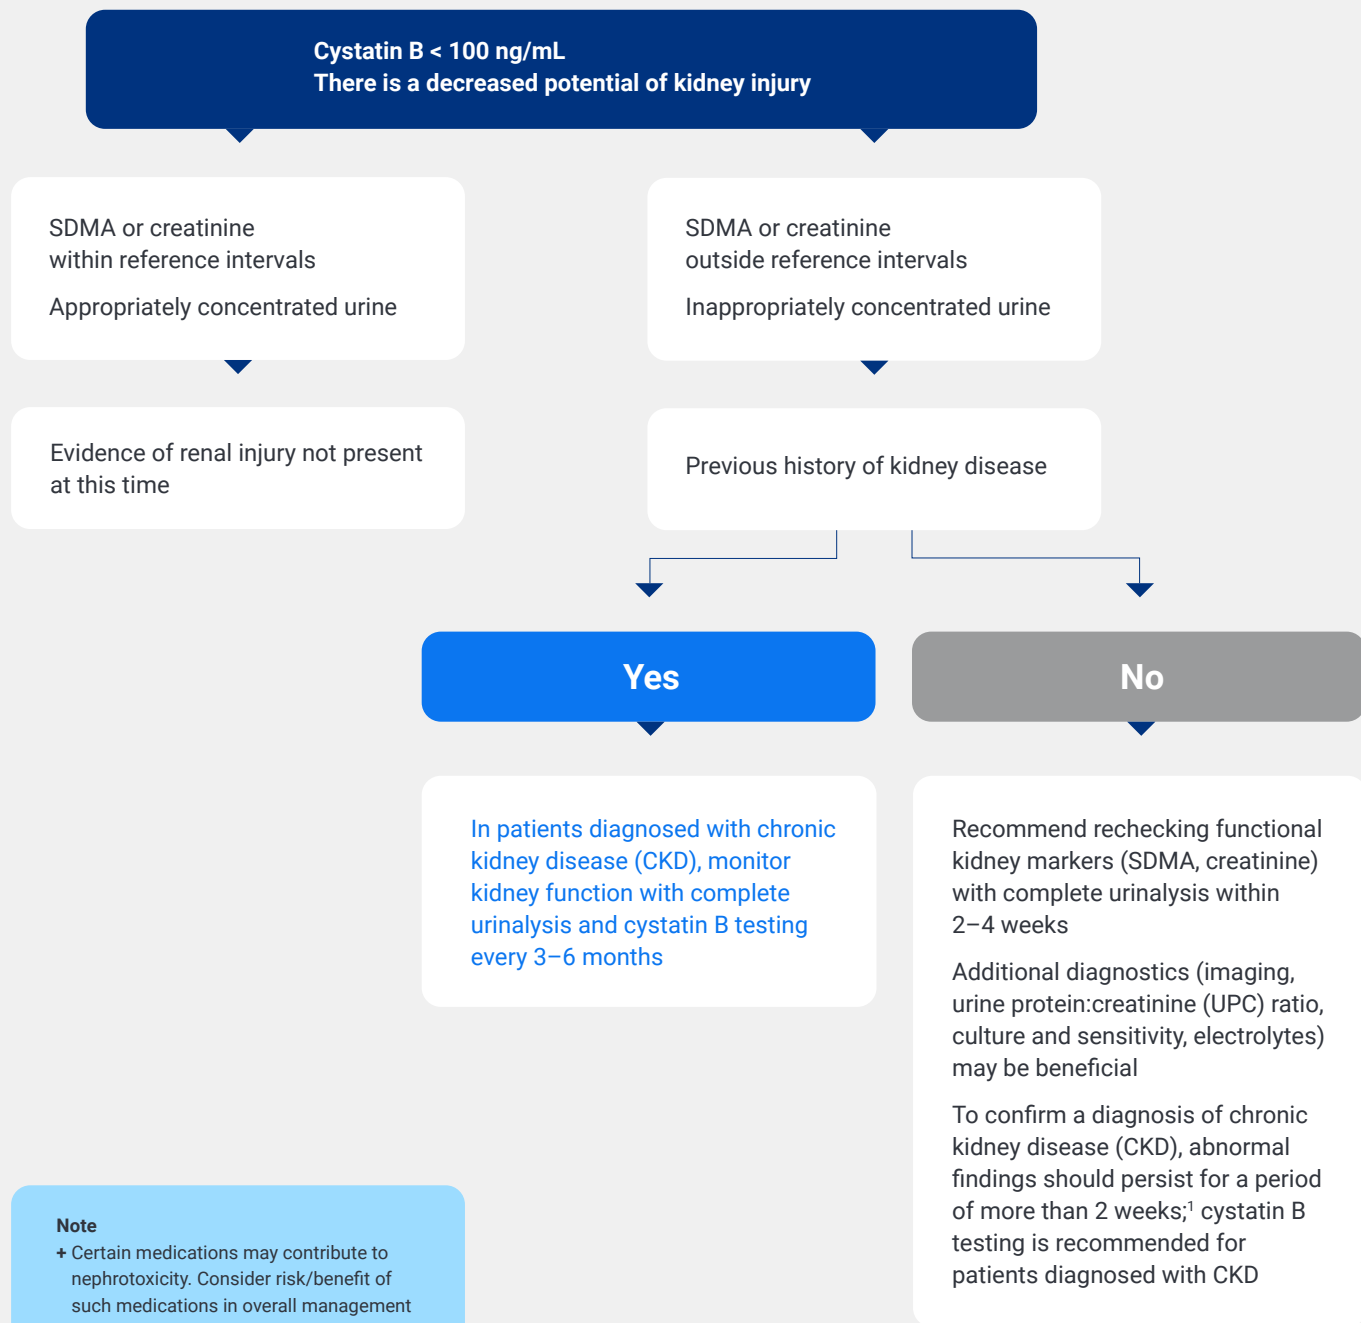 Cystatin B < 100 ng/mL
There is a decreased potential of kidney injury
SDMA or creatinine
within reference intervals
Appropriately concentrated urine
SDMA or creatinine
outside reference intervals
Inappropriately concentrated urine
Evidence of renal injury not present
at this time
Previous history of kidney disease
Yes
No
In patients diagnosed with chronic
kidney disease (CKD), monitor
kidney function with complete
urinalysis and cystatin B testing
every 3–6 months
Recommend rechecking functional
kidney markers (SDMA, creatinine)
with complete urinalysis within
2–4 weeks
Additional diagnostics (imaging,
urine protein:creatinine (UPC) ratio,
culture and sensitivity, electrolytes)
may be beneficial
To confirm a diagnosis of chronic
kidney disease (CKD), abnormal
findings should persist for a period
of more than 2 weeks;¹ cystatin B
testing is recommended for
patients diagnosed with CKD
Note
+ Certain medications may contribute to
nephrotoxicity. Consider risk/benefit of
such medications in overall management